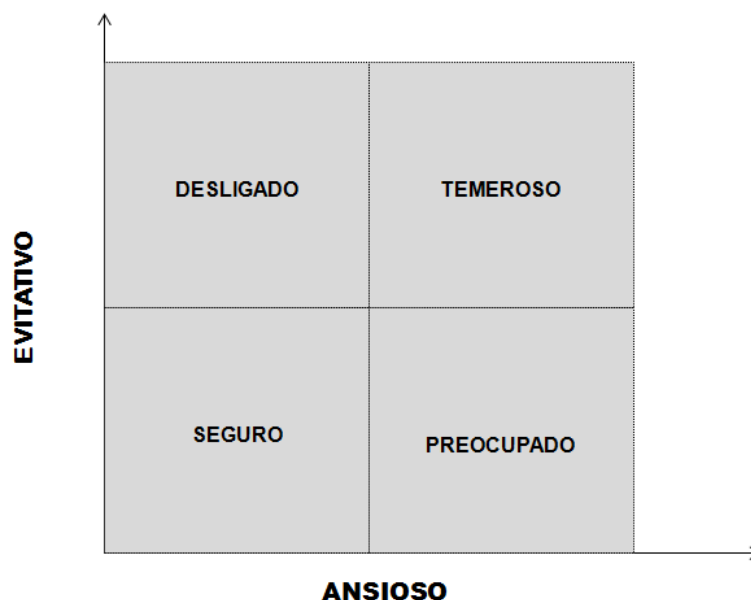 DESLIGADO
TEMEROSO
EVITATIVO
SEGURO
PREOCUPADO
ANSIOSO